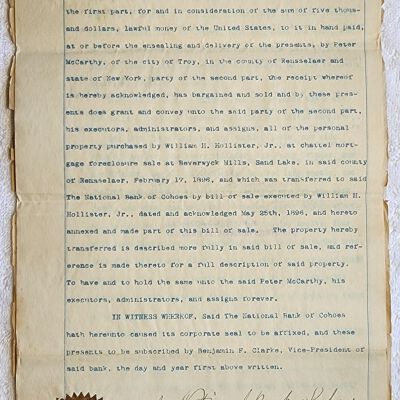 the first part, for and in consideration of the sum of five thous-
and dollars, lawful money of the United States, to it in hand paid,
at or before the ensealing and delivery of the presents, by Peter
McCarthy, of the city of Troy, in the county of Rensselaer and
state of New York, party of the second part, the receipt whereof
is hereby acknowledged, has bargained and sold and by these pres-
ents does grant and convey unto the said party of the second part,
his executors, administrators, and assigns, all of the personal
property purchased by William H. Hollister, Jr., at chattel mort-
gage foreclosure sale at Beverwyck Mills, Sand Lake, in said county
of Rensselaer, February 17, 1896, and which was transferred to said
The National Bank of Cohoes by bill of sale executed by William H.
Hollister, Jr., dated and acknowledged May 25th, 1896, and hereto
annexed and made part of this bill of sale. The property hereby
transferred is described more fully in said bill of sale, and ref-
erence is made thereto for a full description of said property.
To have and to hold the same unto the said Peter McCarthy, his
executors, administrators, and assigns forever.
IN WITNESS WHEREOF, Said The National Bank of Cohoes
hath hereunto caused its corporate seal to be affixed, and these
presents to be subscribed by Benjamin F. Clarke, Vice-President of
said bank, the day and year first above written.